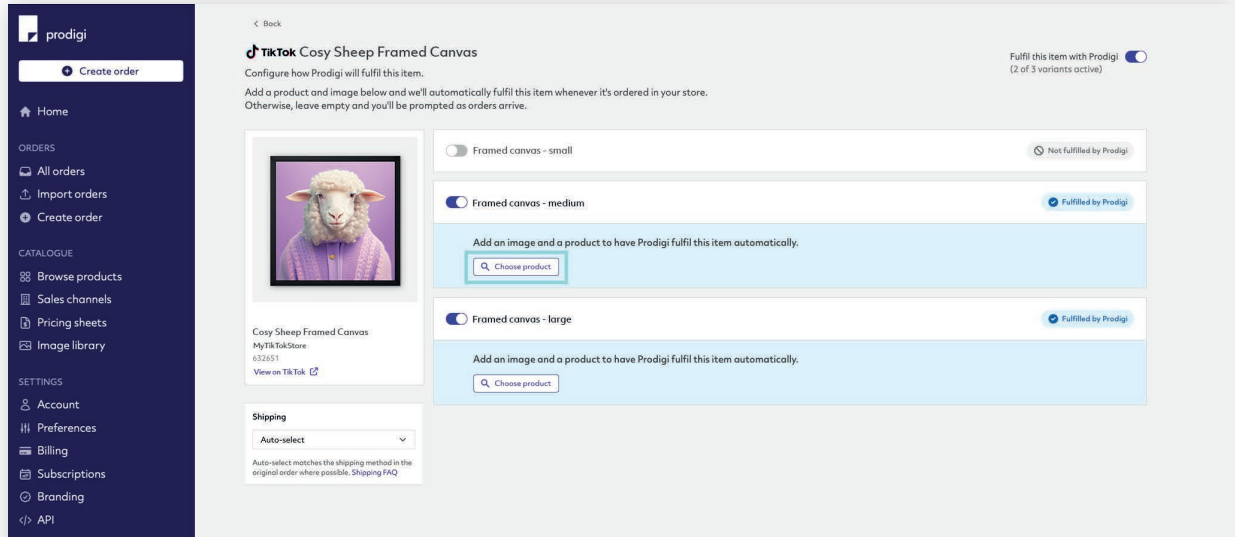 prodigi
Create order
Home
ORDERS
All orders
Import orders
Create order
CATALOGUE
Browse products
Sales channels
Pricing sheets
Image library
SETTINGS
Account
Preferences
Billing
Subscriptions
Branding
API
Back
TikTok Cosy Sheep Framed Canvas
Configure how Prodigi will fulfil this item.
Add a product and image below and we'll automatically fulfil this item whenever it's ordered in your store.
Otherwise, leave empty and you'll be prompted as orders arrive.
Fulfil this item with Prodigi
(2 of 3 variants active)
Cosy Sheep Framed Canvas
MyTikTokStore
632651
View on TikTok
Shipping
Auto-select
Auto-select matches the shipping method in the
original order where possible. Shipping FAQ
Framed canvas - small
Not fulfilled by Prodigi
Framed canvas - medium
Fulfilled by Prodigi
Add an image and a product to have Prodigi fulfil this item automatically.
Choose product
Framed canvas - large
Fulfilled by Prodigi
Add an image and a product to have Prodigi fulfil this item automatically.
Choose product